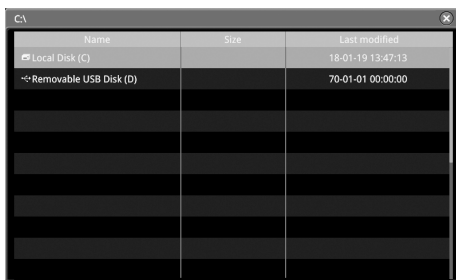 C:\
Name Size Last modified
Local Disk (C) 18-01-19 13:47:13
Removable USB Disk (D) 70-01-01 00:00:00